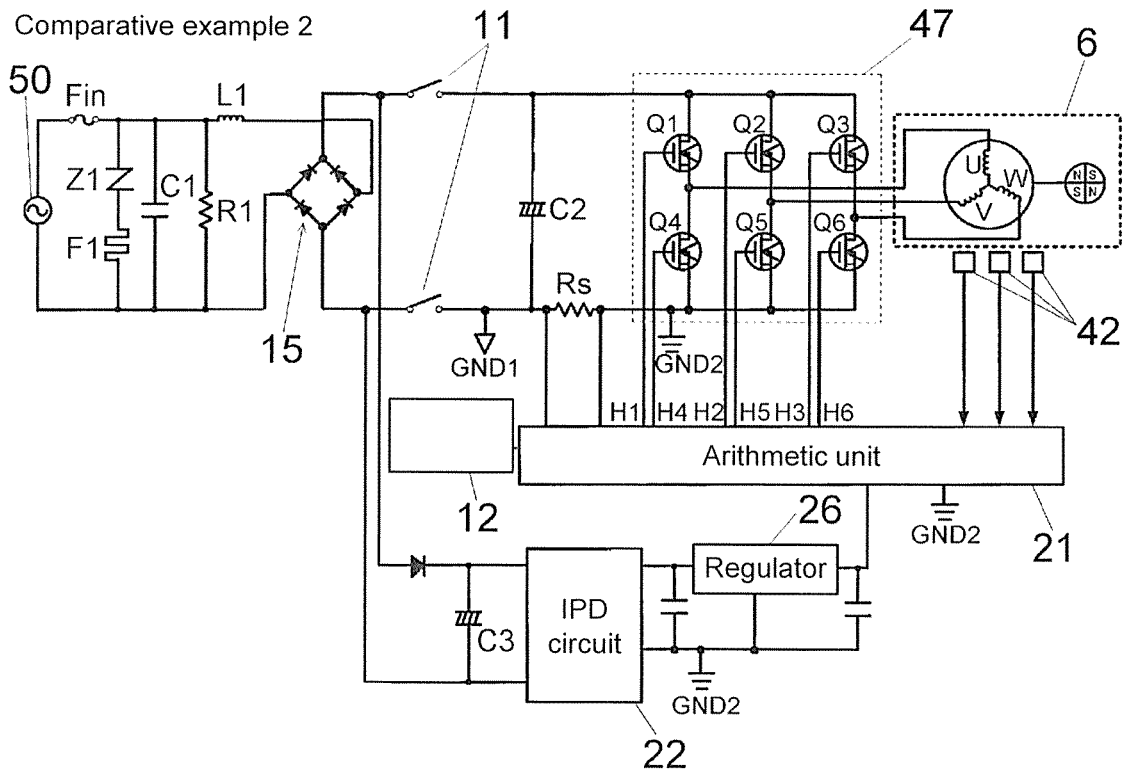 Comparative example 2
11
47
6
50
Fin
L1
Q1
Q2
Q3
Z1
C1
R1
F1
C2
U
W
V
N
S
S
N
Q4
Q5
Q6
Rs
15
GND1
GND2
42
H1
H4
H2
H5
H3
H6
Arithmetic unit
12
26
GND2
21
Regulator
IPD
circuit
C3
GND2
22